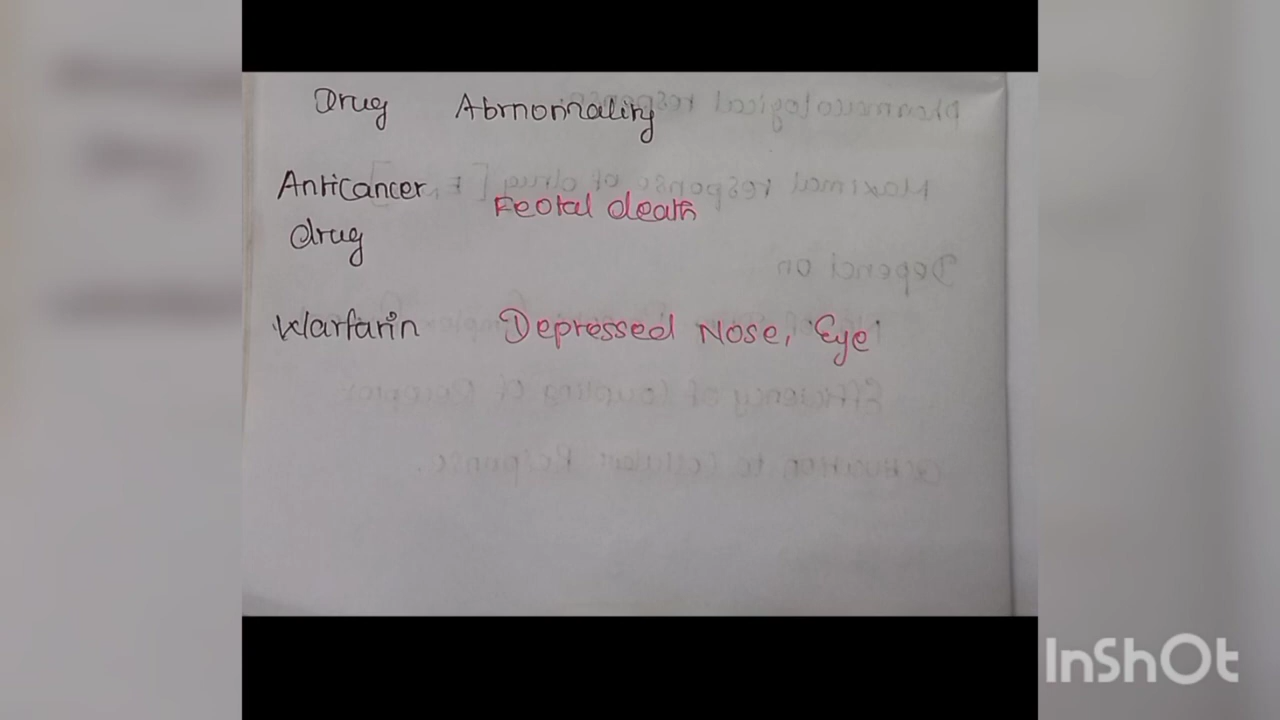 Drug Abnormality
Anticancer
Feotal death
drug
Warfarin Depressed Nose, Eye
InShOt